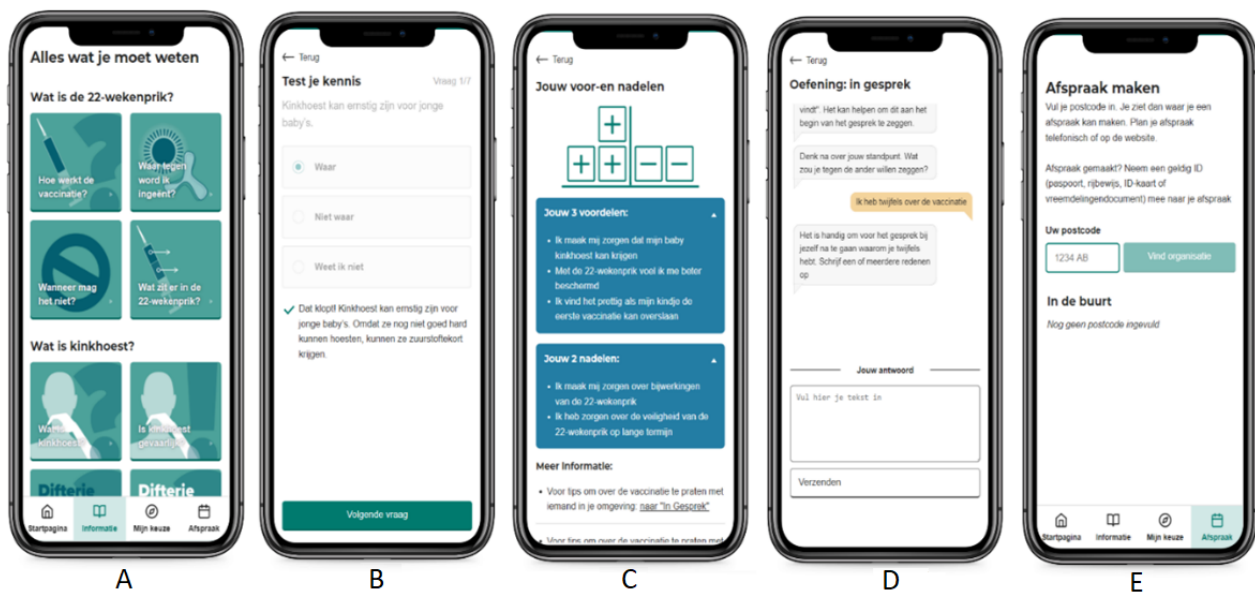 Alles wat je moet weten
Wat is de 22-wekenprik?
Hoe werkt de
vaccinatie?
Waar tegen
word ik
ingeënt?
Wanneer mag
het niet?
Wat zit er in de
22-wekenprik?
Wat is kinkhoest?
Wat is
kinkhoest?
Is kinkhoest
gevaarlijk?
Difterie
Difterie
Startpagina
Informatie
Mijn keuze
Afspraak
A
← Terug
Test je kennis
Vraag 1/7
Kinkhoest kan ernstig zijn voor jonge
baby's.
Waar
Niet waar
Weet ik niet
Dat klopt! Kinkhoest kan ernstig zijn voor
jonge baby's. Omdat ze nog niet goed hard
kunnen hoesten, kunnen ze zuurstoftekort
krijgen.
Volgende vraag
B
← Terug
Jouw voor-en nadelen
Jouw 3 voordelen:
• Ik maak mij zorgen dat mijn baby
kinkhoest kan krijgen
• Met de 22-wekenprik voel ik me beter
beschermd
• Ik vind het prettig als mijn kindje de
eerste vaccinatie kan overslaan
Jouw 2 nadelen:
• Ik maak mij zorgen over bijwerkingen
van de 22-wekenprik
• Ik heb zorgen over de veiligheid van de
22-wekenprik op lange termijn
Meer Informatie:
• Voor tips om over de vaccinatie te praten met
iemand in je omgeving: naar "In Gesprek"
• Voor tips om over de vaccinatie te praten met
C
← Terug
Oefening: in gesprek
vindt". Het kan helpen om dit aan het
begin van het gesprek te zeggen.
Denk na over jouw standpunt. Wat
zou je tegen de ander willen zeggen?
Ik heb twijfels over de vaccinatie
Het is handig om voor het gesprek bij
jezelf na te gaan waarom je twijfels
hebt. Schrijf een of meerdere redenen
op
Jouw antwoord
Vul hier je tekst in
Verzenden
D
Afspraak maken
Vul je postcode in. Je ziet dan waar je een
afspraak kan maken. Plan je afspraak
telefonisch of op de website.
Afspraak gemaakt? Neem een geldig ID
(paspoort, rijbewijs, ID-kaart of
vreemdelingendocument) mee naar je afspraak
Uw postcode
1234 AB
Vind organisatie
In de buurt
Nog geen postcode ingevuld
Startpagina
Informatie
Mijn keuze
Afspraak
E